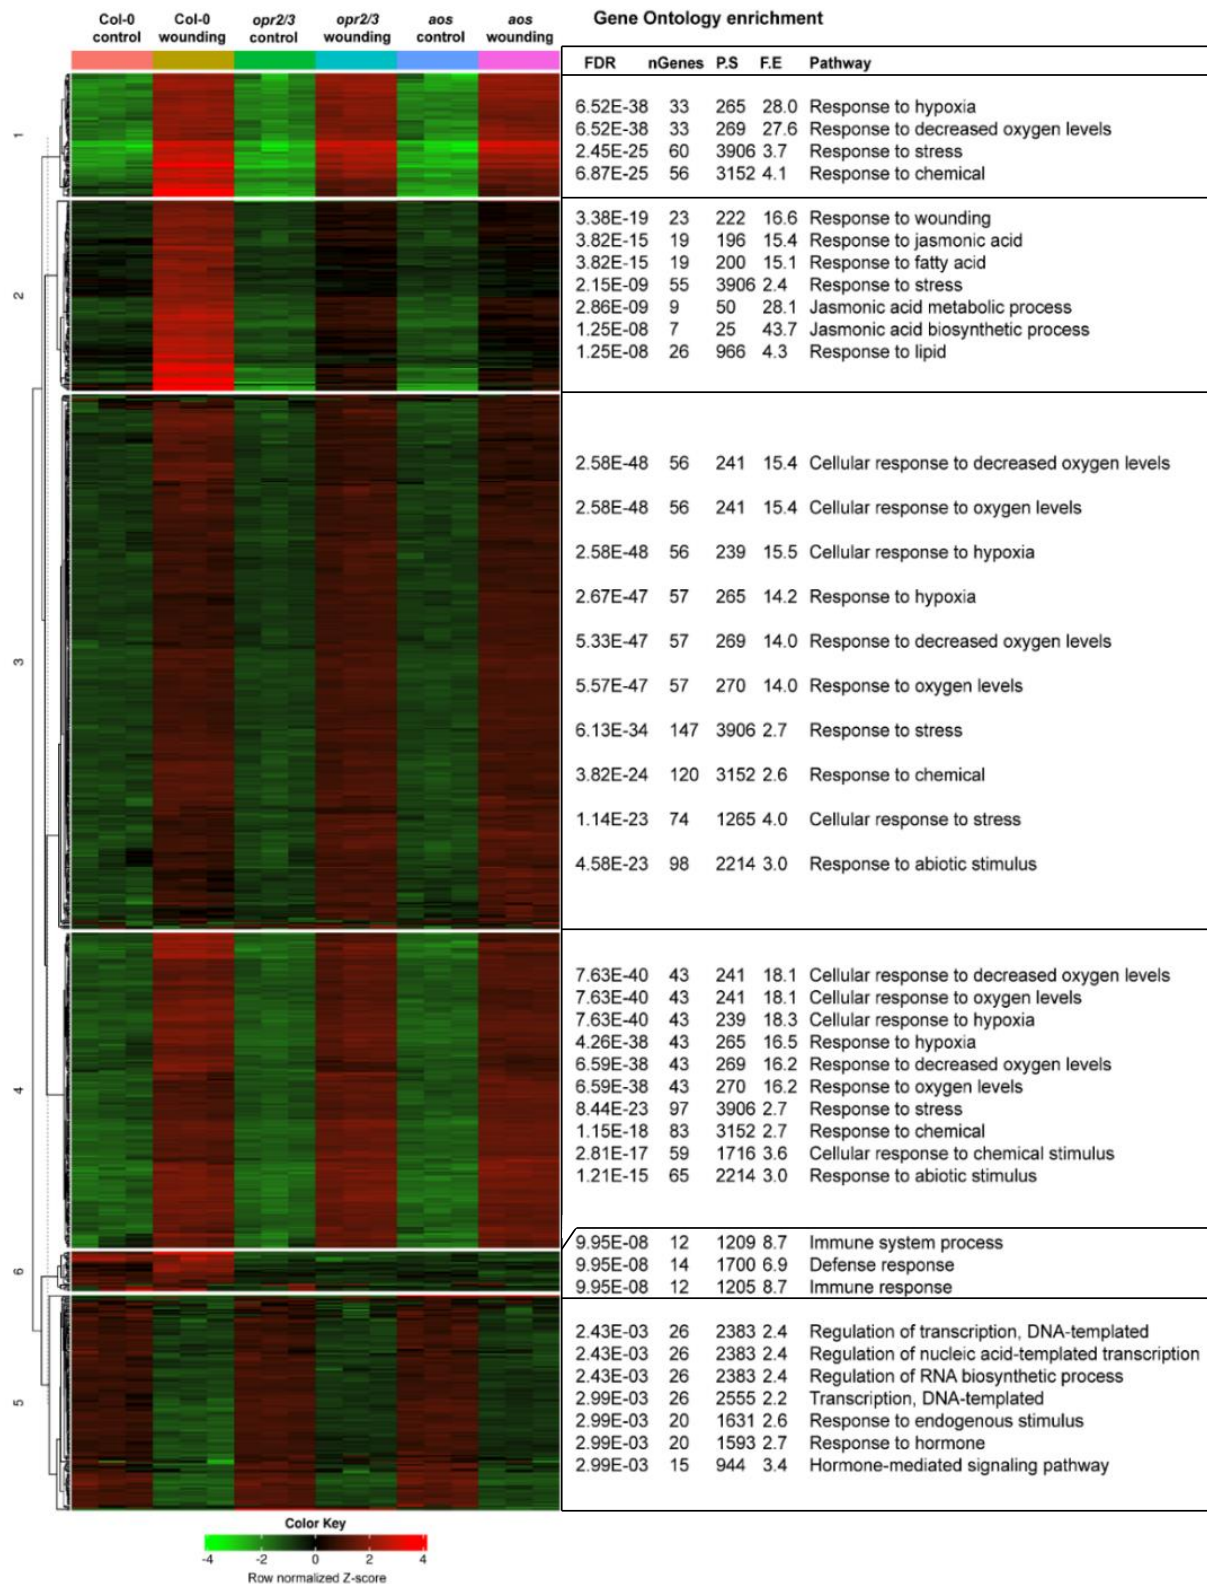 Col-0 control Col-0 wounding opr2/3 control opr2/3 wounding aos control aos wounding
Gene Ontology enrichment
FDR nGenes P.S F.E Pathway
1
6.52E-38 33 265 28.0 Response to hypoxia
6.52E-38 33 269 27.6 Response to decreased oxygen levels
2.45E-25 60 3906 3.7 Response to stress
6.87E-25 56 3152 4.1 Response to chemical
2
3.38E-19 23 222 16.6 Response to wounding
3.82E-15 19 196 15.4 Response to jasmonic acid
3.82E-15 19 200 15.1 Response to fatty acid
2.15E-09 55 3906 2.4 Response to stress
2.86E-09 9 50 28.1 Jasmonic acid metabolic process
1.25E-08 7 25 43.7 Jasmonic acid biosynthetic process
1.25E-08 26 966 4.3 Response to lipid
3
2.58E-48 56 241 15.4 Cellular response to decreased oxygen levels
2.58E-48 56 241 15.4 Cellular response to oxygen levels
2.58E-48 56 239 15.5 Cellular response to hypoxia
2.67E-47 57 265 14.2 Response to hypoxia
5.33E-47 57 269 14.0 Response to decreased oxygen levels
5.57E-47 57 270 14.0 Response to oxygen levels
6.13E-34 147 3906 2.7 Response to stress
3.82E-24 120 3152 2.6 Response to chemical
1.14E-23 74 1265 4.0 Cellular response to stress
4.58E-23 98 2214 3.0 Response to abiotic stimulus
4
7.63E-40 43 241 18.1 Cellular response to decreased oxygen levels
7.63E-40 43 241 18.1 Cellular response to oxygen levels
7.63E-40 43 239 18.3 Cellular response to hypoxia
4.26E-38 43 265 16.5 Response to hypoxia
6.59E-38 43 269 16.2 Response to decreased oxygen levels
6.59E-38 43 270 16.2 Response to oxygen levels
8.44E-23 97 3906 2.7 Response to stress
1.15E-18 83 3152 2.7 Response to chemical
2.81E-17 59 1716 3.6 Cellular response to chemical stimulus
1.21E-15 65 2214 3.0 Response to abiotic stimulus
6
9.95E-08 12 1209 8.7 Immune system process
9.95E-08 14 1700 6.9 Defense response
9.95E-08 12 1205 8.7 Immune response
5
2.43E-03 26 2383 2.4 Regulation of transcription, DNA-templated
2.43E-03 26 2383 2.4 Regulation of nucleic acid-templated transcription
2.43E-03 26 2383 2.4 Regulation of RNA biosynthetic process
2.99E-03 26 2555 2.2 Transcription, DNA-templated
2.99E-03 20 1631 2.6 Response to endogenous stimulus
2.99E-03 20 1593 2.7 Response to hormone
2.99E-03 15 944 3.4 Hormone-mediated signaling pathway
Color Key
-4 -2 0 2 4
Row normalized Z-score